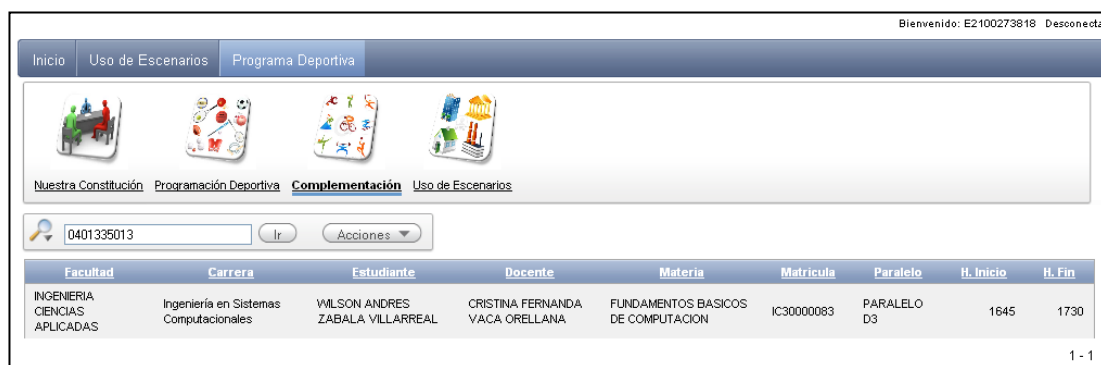 Bienvenido: E2100273818 Desconecta
Inicio Uso de Escenarios Programa Deportiva
Nuestra Constitución Programación Deportiva Complementación Uso de Escenarios
0401335013 Ir Acciones
Facultad Carrera Estudiante Docente Materia Matricula Paralelo H. Inicio H. Fin
INGENIERIA CIENCIAS APLICADAS Ingeniería en Sistemas Computacionales WILSON ANDRES ZABALA VILLARREAL CRISTINA FERNANDA VACA ORELLANA FUNDAMENTOS BASICOS DE COMPUTACION IC30000083 PARALELO D3 1645 1730
1 - 1